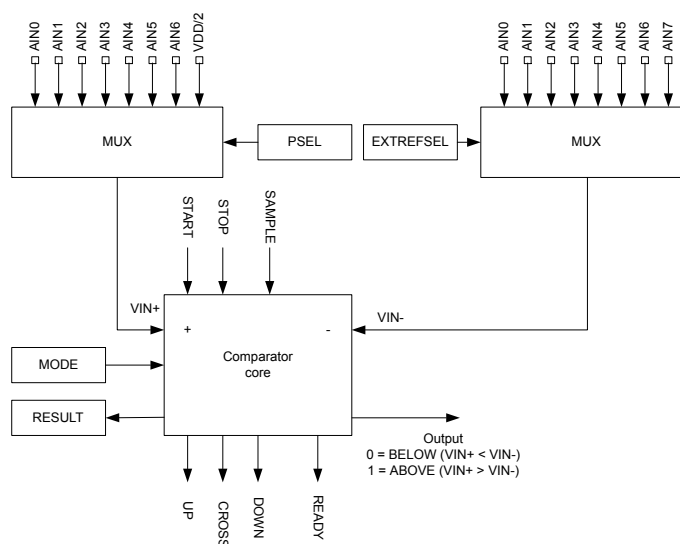 AIN0
AIN1
AIN2
AIN3
AIN4
AIN5
AIN6
VDD/2
AIN0
AIN1
AIN2
AIN3
AIN4
AIN5
AIN6
AIN7
MUX
PSEL
EXTREFSEL
MUX
START
STOP
SAMPLE
VIN+
VIN-
+
-
Comparator
core
MODE
RESULT
Output
0 = BELOW (VIN+ < VIN-)
1 = ABOVE (VIN+ > VIN-)
UP
CROSS
DOWN
READY